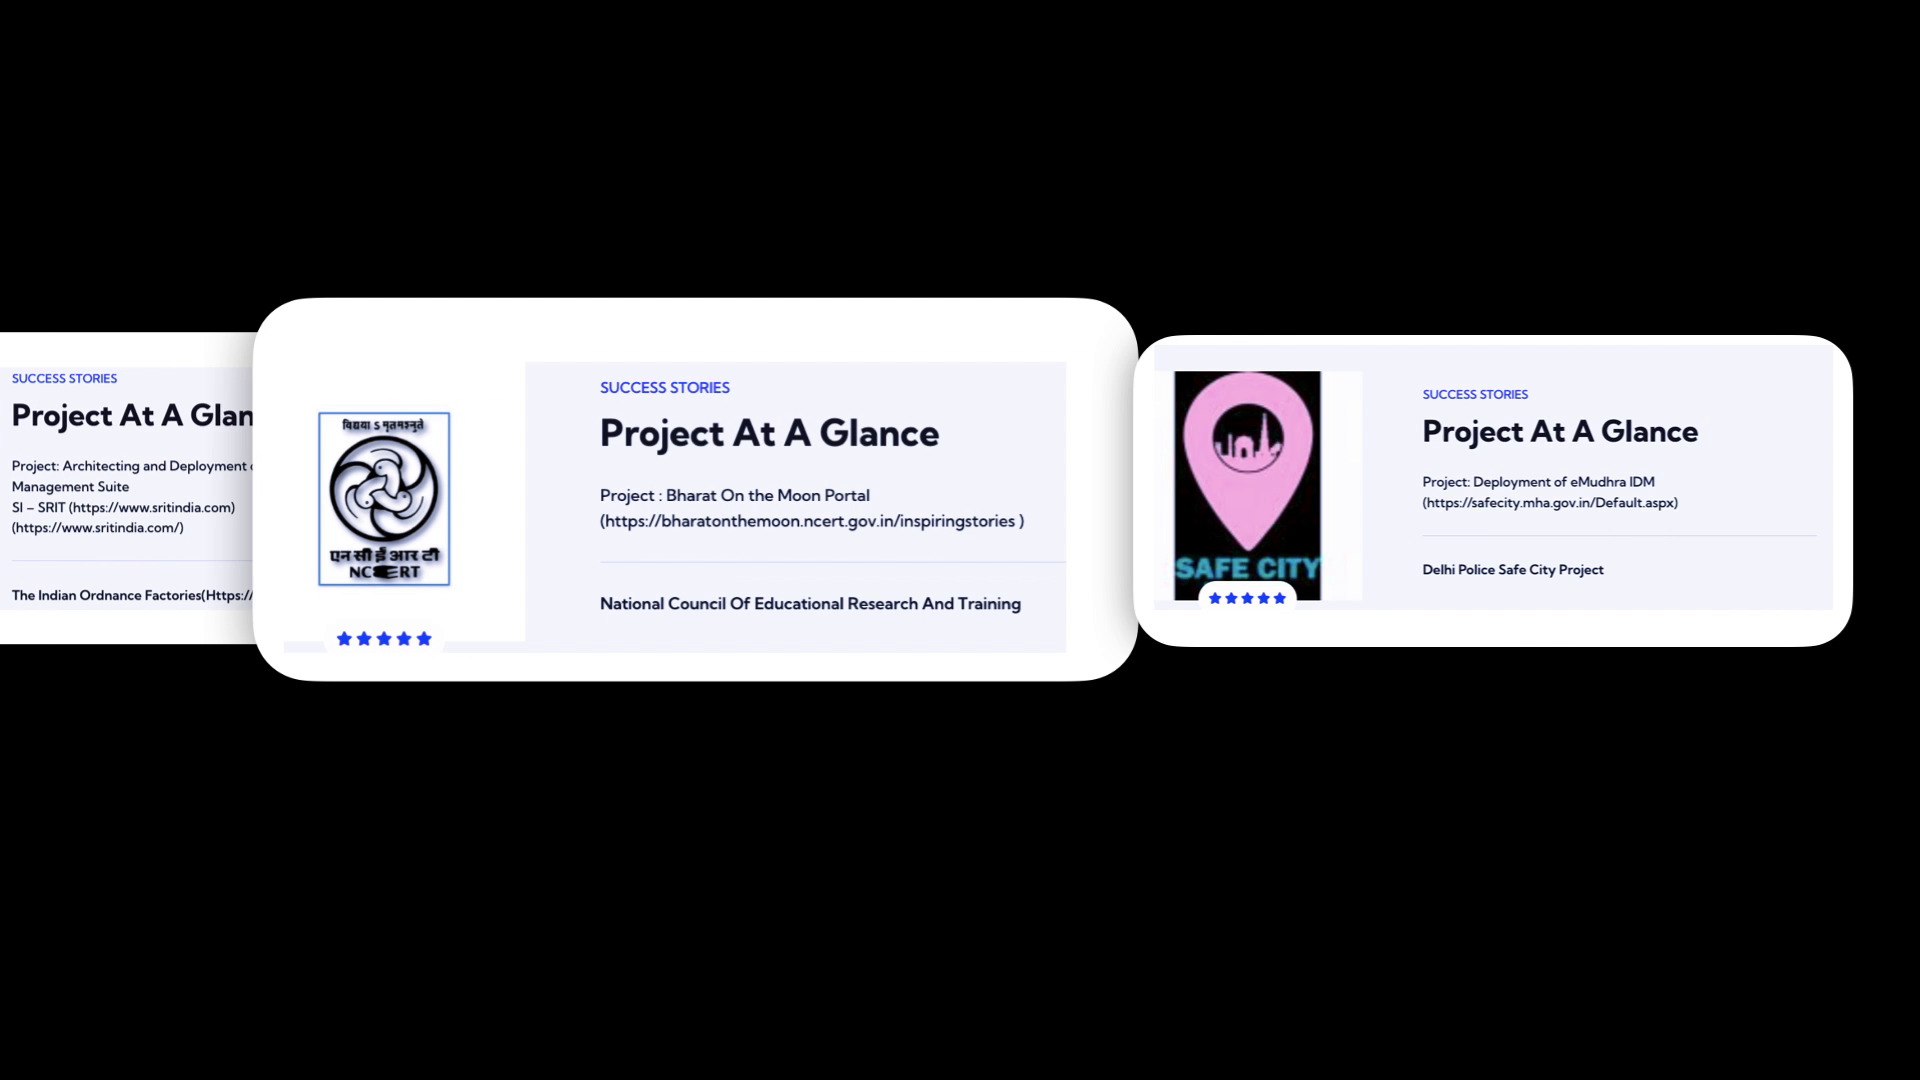 SUCCESS STORIES
Project At A Glan
Project: Architecting and Deployment
Management Suite
SI – SRIT (https://www.sritindia.com)
(https://www.sritindia.com/)
The Indian Ordnance Factories(Https://
विद्यया ऽ मृतमश्नुते
एन सी ई आर टी
NCERT
SUCCESS STORIES
Project At A Glance
Project : Bharat On the Moon Portal
(https://bharatonthemoon.ncert.gov.in/inspiringstories )
National Council Of Educational Research And Training
SAFE CITY
SUCCESS STORIES
Project At A Glance
Project: Deployment of eMudhra IDM
(https://safecity.mha.gov.in/Default.aspx)
Delhi Police Safe City Project